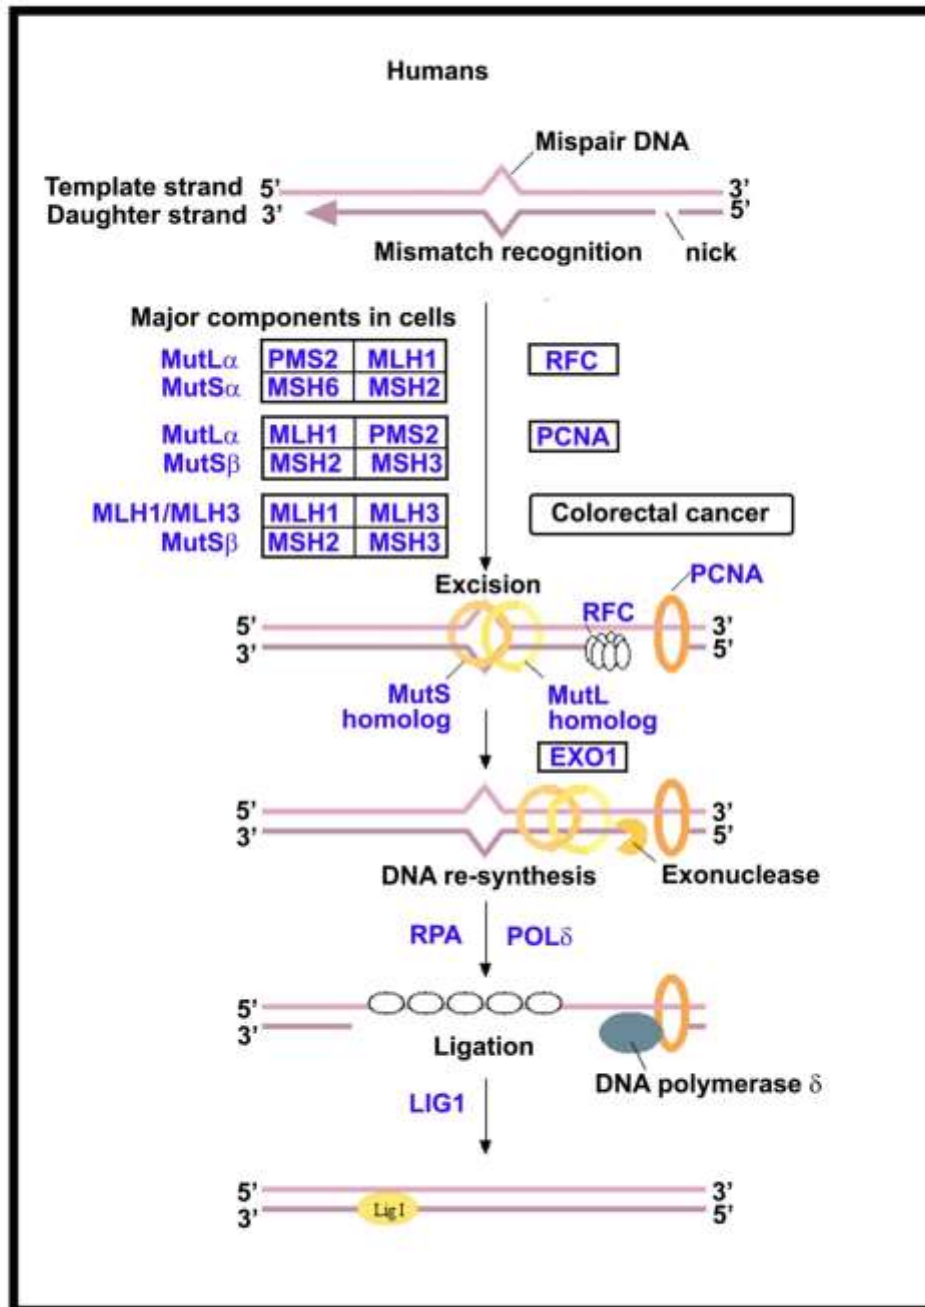 Humans
Mispair DNA
Template strand 5' 3'
Daughter strand 3' 5'
Mismatch recognition nick
Major components in cells
MutLα PMS2 MLH1 RFC
MutSα MSH6 MSH2
MutLα MLH1 PMS2 PCNA
MutSβ MSH2 MSH3
MLH1/MLH3 MLH1 MLH3 Colorectal cancer
MutSβ MSH2 MSH3
Excision PCNA
RFC
5' 3'
3' 5'
MutS homolog
MutL homolog
EXO1
5' 3'
3' 5'
DNA re-synthesis Exonuclease
RPA POLδ
5'
3'
Ligation
DNA polymerase δ
LIG1
5' 3'
3' 5'
Lig I